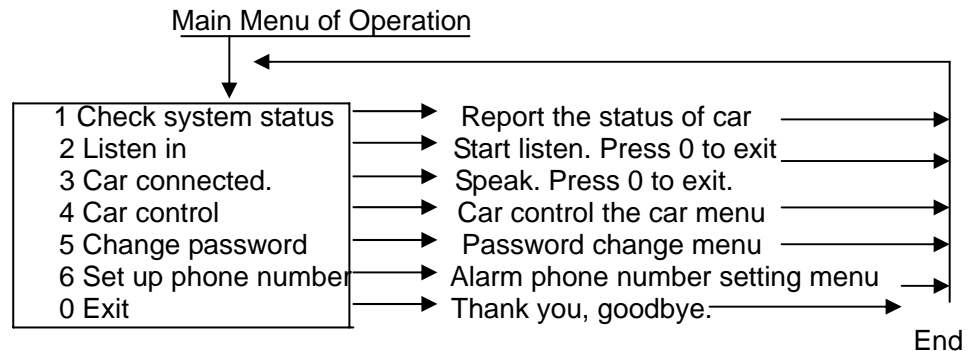 Main Menu of Operation
1 Check system status Report the status of car
2 Listen in Start listen. Press 0 to exit
3 Car connected. Speak. Press 0 to exit.
4 Car control Car control the car menu
5 Change password Password change menu
6 Set up phone number Alarm phone number setting menu
0 Exit Thank you, goodbye.
End